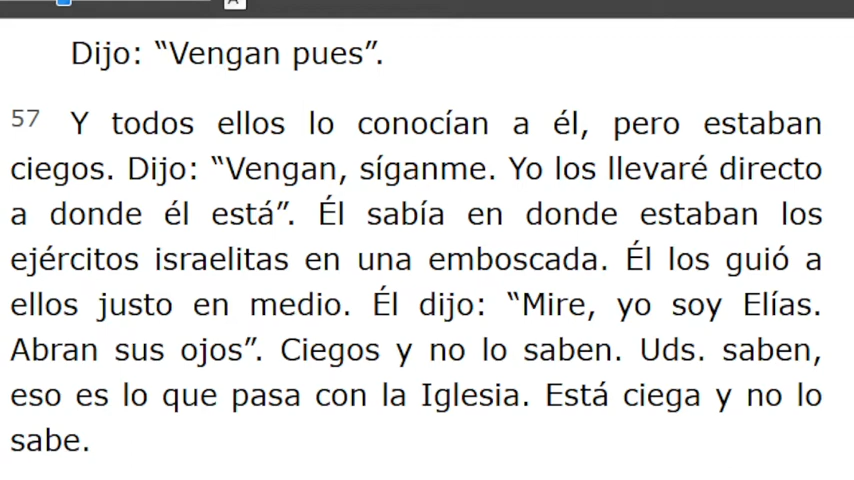 Dijo: “Vengan pues”.
57 Y todos ellos lo conocían a él, pero estaban
ciegos. Dijo: “Vengan, síganme. Yo los llevaré directo
a donde él está”. Él sabía en donde estaban los
ejércitos israelitas en una emboscada. Él los guió a
ellos justo en medio. Él dijo: “Mire, yo soy Elías.
Abran sus ojos”. Ciegos y no lo saben. Uds. saben,
eso es lo que pasa con la Iglesia. Está ciega y no lo
sabe.